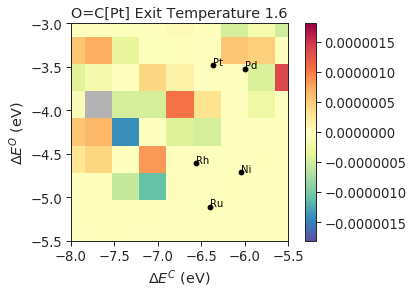 O=C[Pt] Exit Temperature 1.6
−3.0
−3.5
−4.0
−4.5
−5.0
−5.5
ΔE^O (eV)
Pt
Pd
Rh
Ni
Ru
−8.0 −7.5 −7.0 −6.5 −6.0 −5.5
ΔE^C (eV)
0.0000015
0.0000010
0.0000005
0.0000000
−0.0000005
−0.0000010
−0.0000015